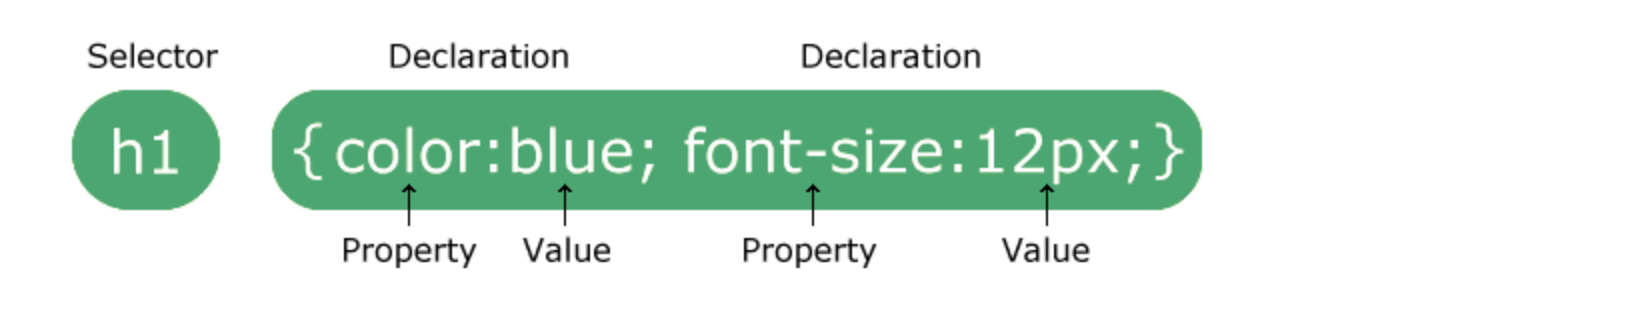 Selector Declaration Declaration
h1 {color:blue; font-size:12px;}
Property Value Property Value